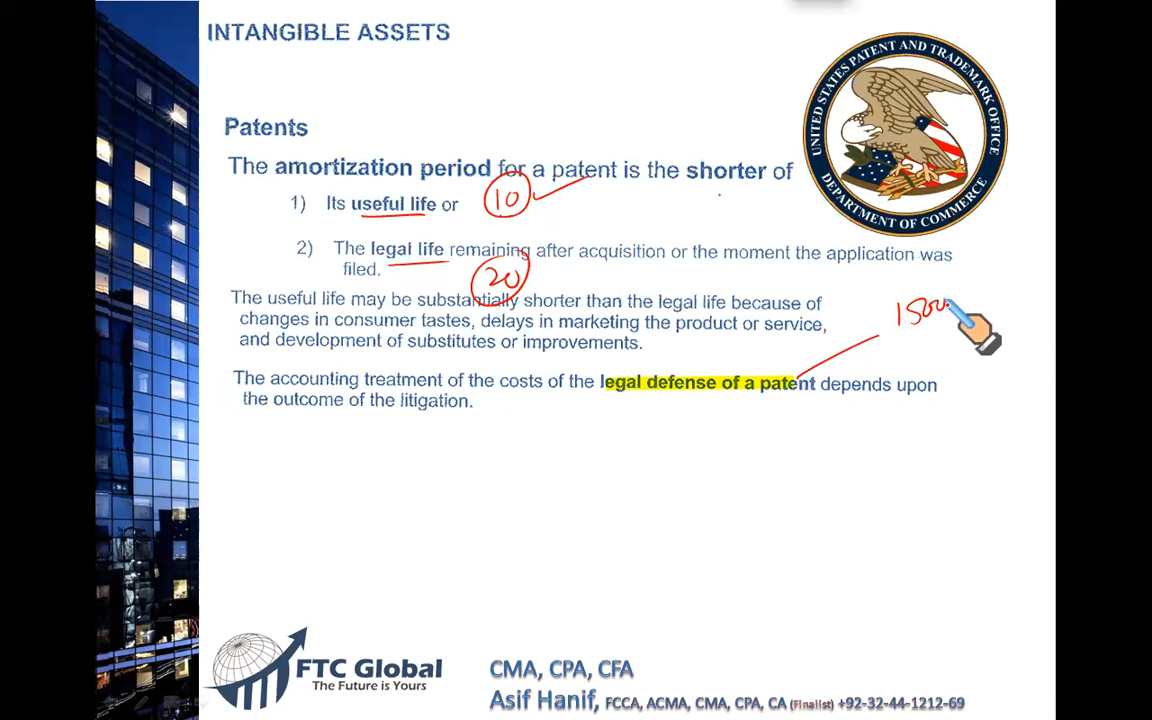 INTANGIBLE ASSETS
UNITED STATES PATENT AND TRADEMARK OFFICE
DEPARTMENT OF COMMERCE
Patents
The amortization period for a patent is the shorter of
1) Its useful life or
10
2) The legal life remaining after acquisition or the moment the application was
filed.
20
The useful life may be substantially shorter than the legal life because of
changes in consumer tastes, delays in marketing the product or service,
and development of substitutes or improvements.
The accounting treatment of the costs of the legal defense of a patent depends upon
the outcome of the litigation.
FTC Global
The Future is Yours
CMA, CPA, CFA
Asif Hanif, FCCA, ACMA, CMA, CPA, CA (Finalist) +92-32-44-1212-69